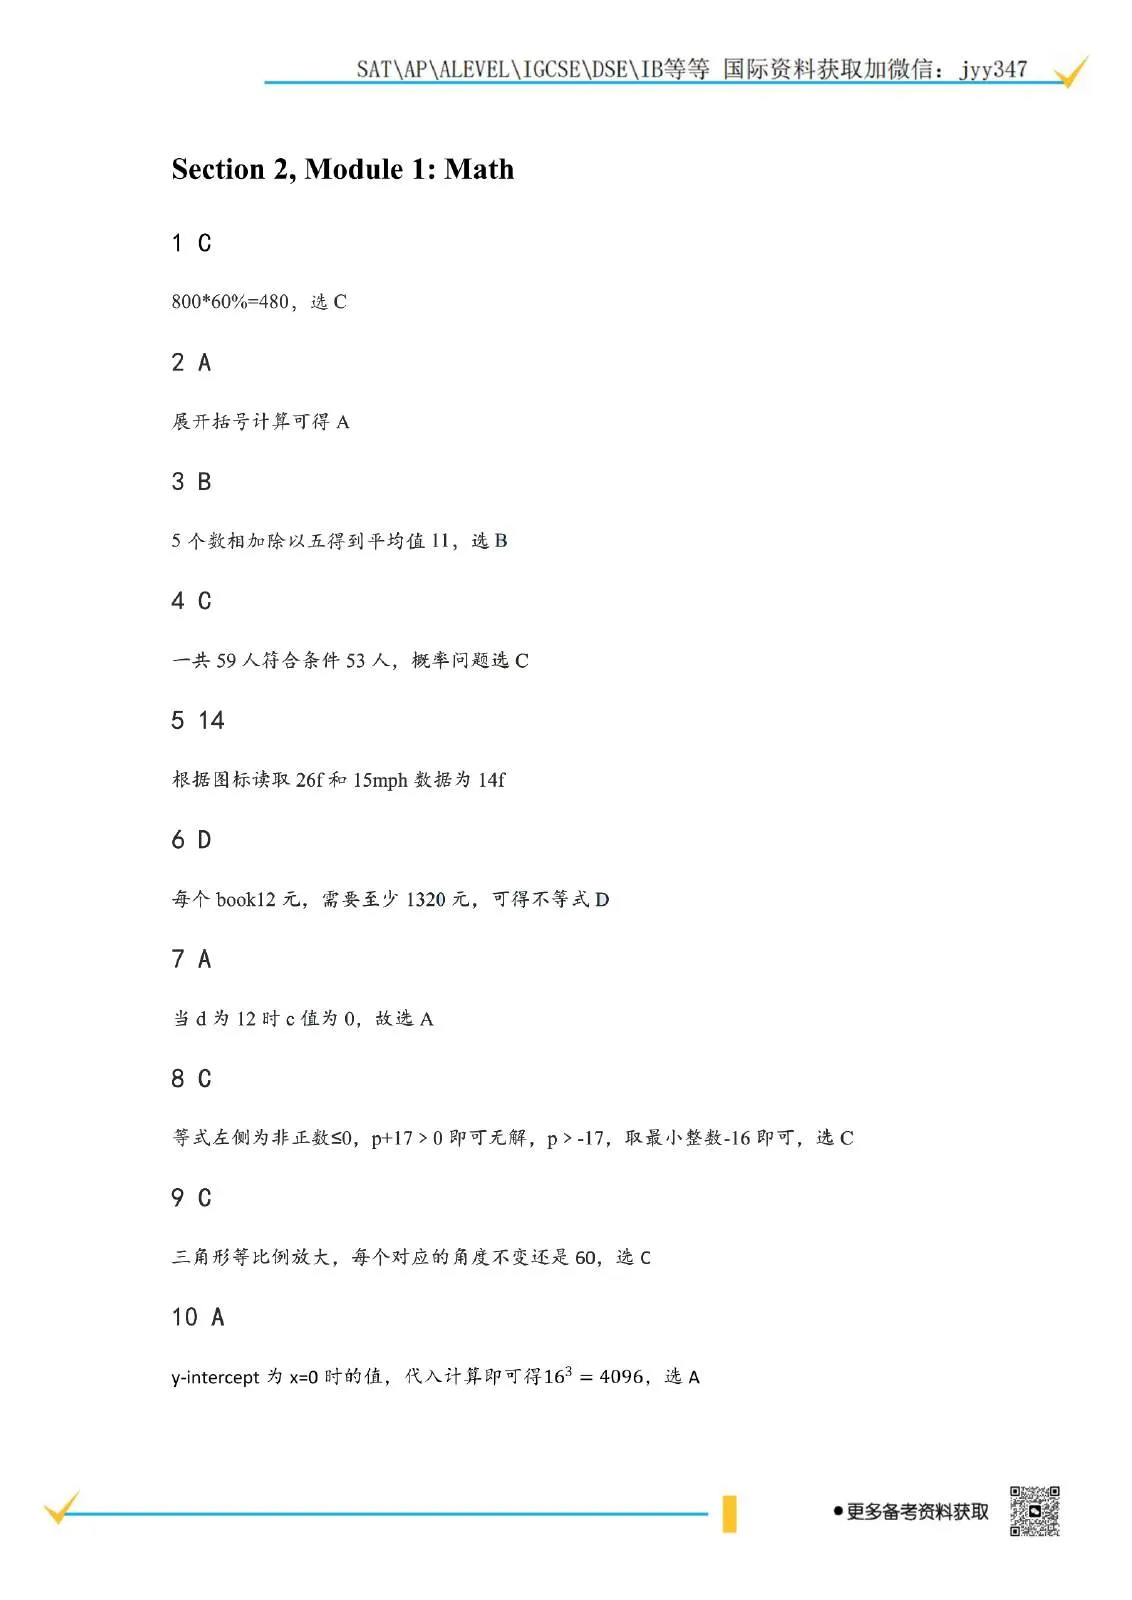 SAT\AP\ALEVEL\IGCSE\DSE\IB等等 国际资料获取加微信：jyy347
Section 2, Module 1: Math
1 C
800*60%=480，选 C
2 A
展开括号计算可得 A
3 B
5 个数相加除以五得到平均值 11，选 B
4 C
一共 59 人符合条件 53 人，概率问题选 C
5 14
根据图标读取 26f 和 15mph 数据为 14f
6 D
每个 book12 元，需要至少 1320 元，可得不等式 D
7 A
当 d 为 12 时 c 值为 0，故选 A
8 C
等式左侧为非正数≤0，p+17﹥0 即可无解，p﹥-17，取最小整数-16 即可，选 C
9 C
三角形等比例放大，每个对应的角度不变还是 60，选 C
10 A
y-intercept 为 x=0 时的值，代入计算即可得16³ = 4096，选 A
●更多备考资料获取